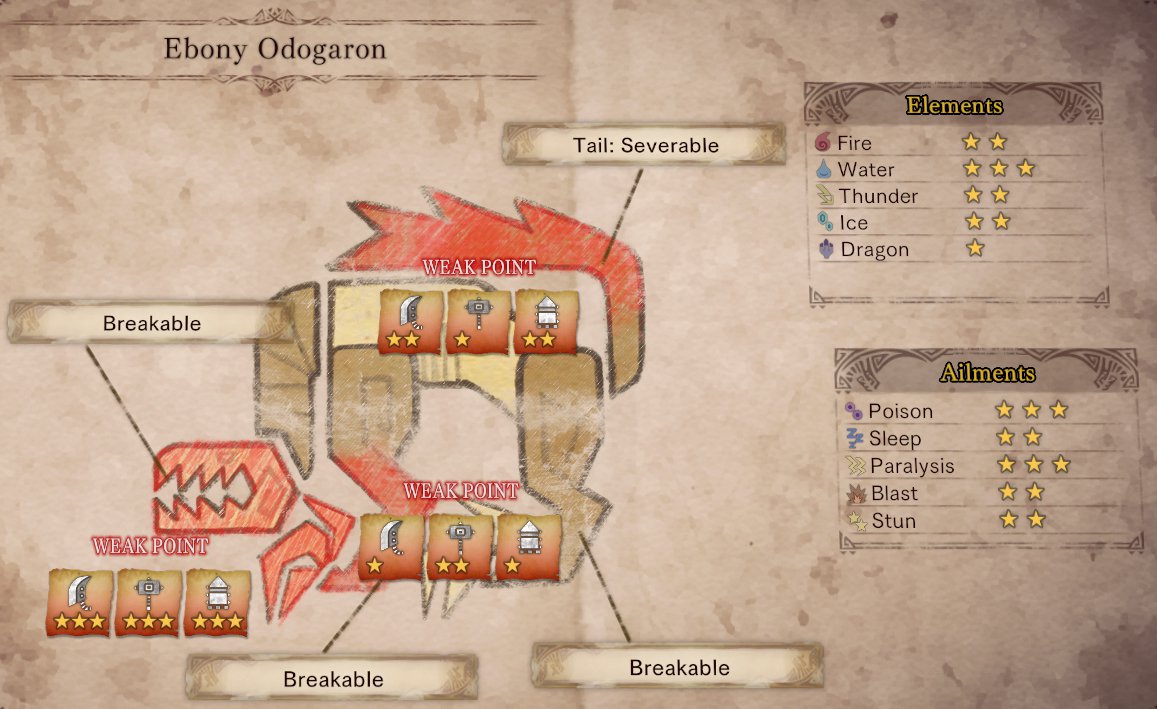 Ebony Odogaron
Elements
Fire
Water
Thunder
Ice
Dragon
Tail: Severable
WEAK POINT
Breakable
Ailments
Poison
Sleep
Paralysis
Blast
Stun
WEAK POINT
WEAK POINT
Breakable
Breakable